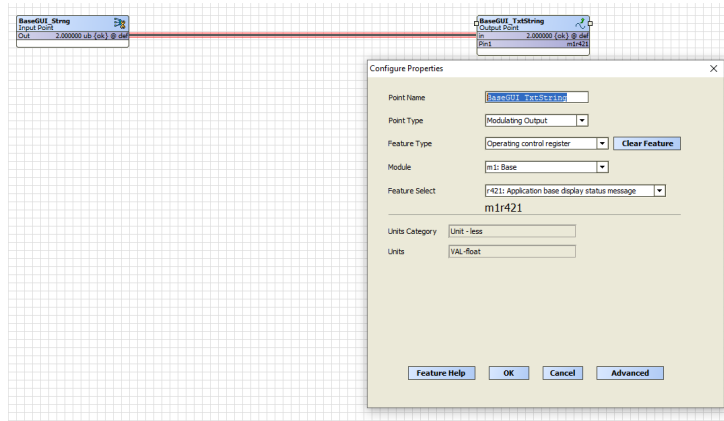 BaseGUI_Strng
Input Point
Out 2.000000 ub {ok} @ def
BaseGUI_TxtString
Output Point
in 2.000000 {ok} @ def
Pin1 m1r421
Configure Properties
Point Name BaseGUI_TxtString
Point Type Modulating Output
Feature Type Operating control register Clear Feature
Module m1: Base
Feature Select r421: Application base display status message
m1r421
Units Category Unit - less
Units VAL-float
Feature Help OK Cancel Advanced